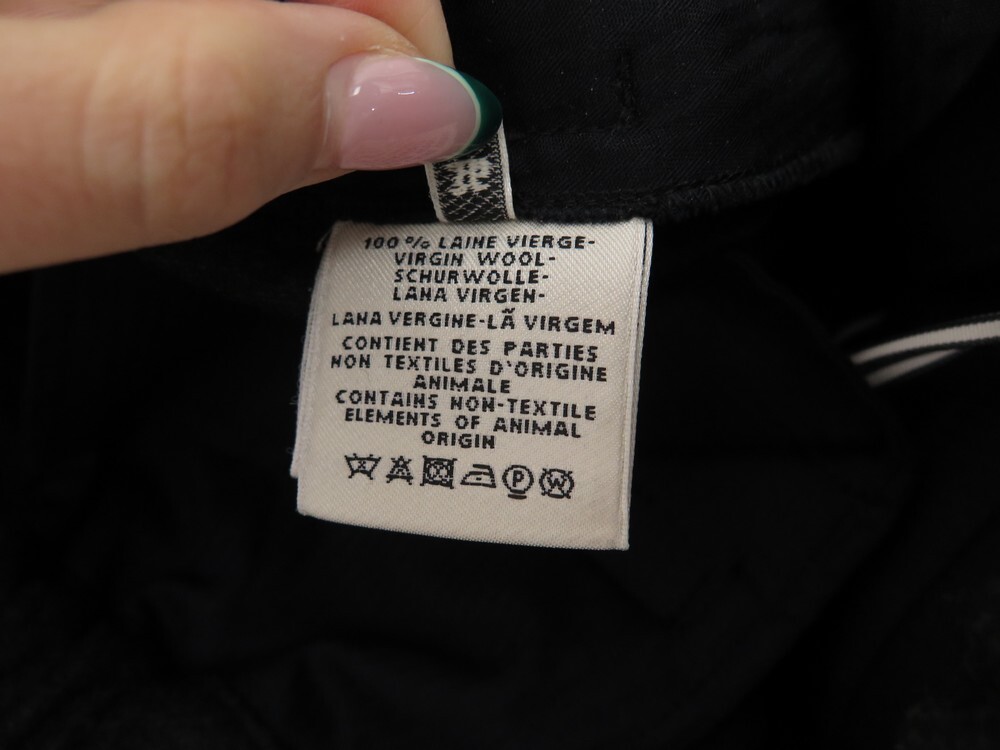 100 % LAINE VIERGE-
VIRGIN WOOL-
SCHURWOLLE-
LANA VIRGEN-
LANA VERGINE-LÃ VIRGEM
CONTIENT DES PARTIES
NON TEXTILES D'ORIGINE
ANIMALE
CONTAINS NON-TEXTILE
ELEMENTS OF ANIMAL
ORIGIN
P W